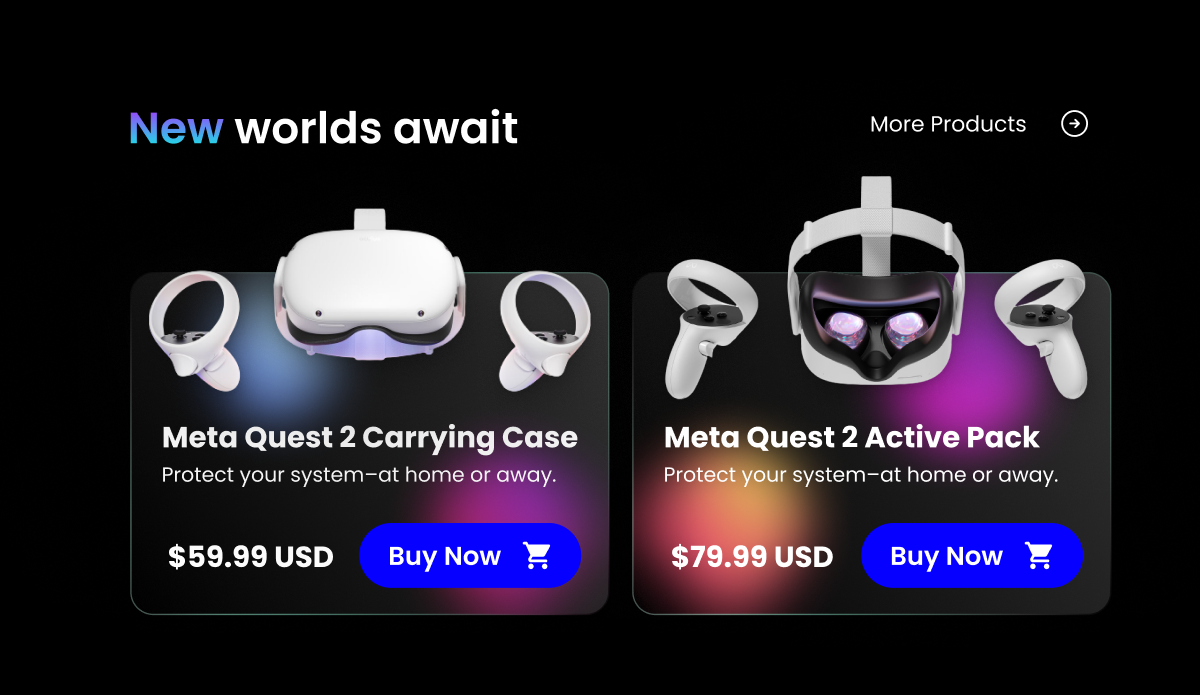 New worlds await
More Products
Meta Quest 2 Carrying Case
Protect your system–at home or away.
$59.99 USD
Buy Now
Meta Quest 2 Active Pack
Protect your system–at home or away.
$79.99 USD
Buy Now